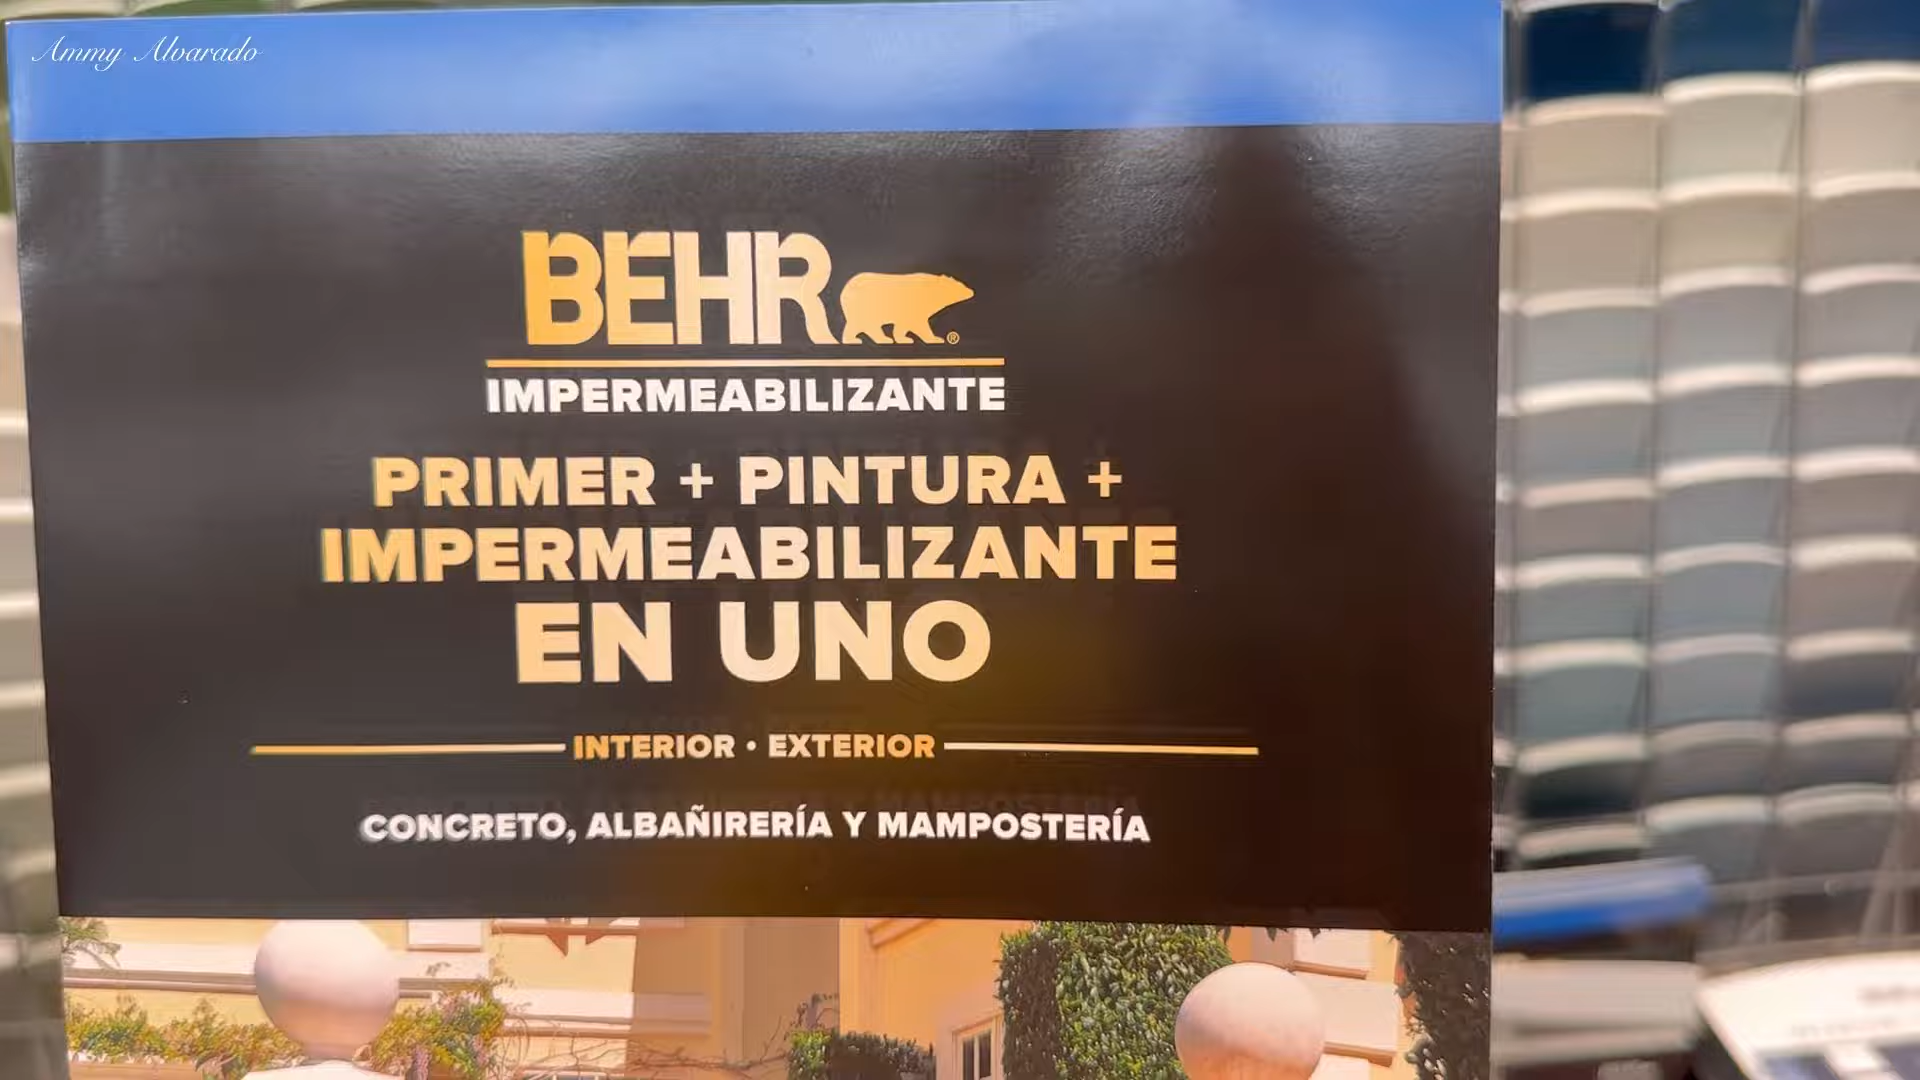 Ammy Alvarado
BEHR®
IMPERMEABILIZANTE
PRIMER + PINTURA +
IMPERMEABILIZANTE
EN UNO
INTERIOR • EXTERIOR
CONCRETO, ALBAÑIRERÍA Y MAMPOSTERÍA